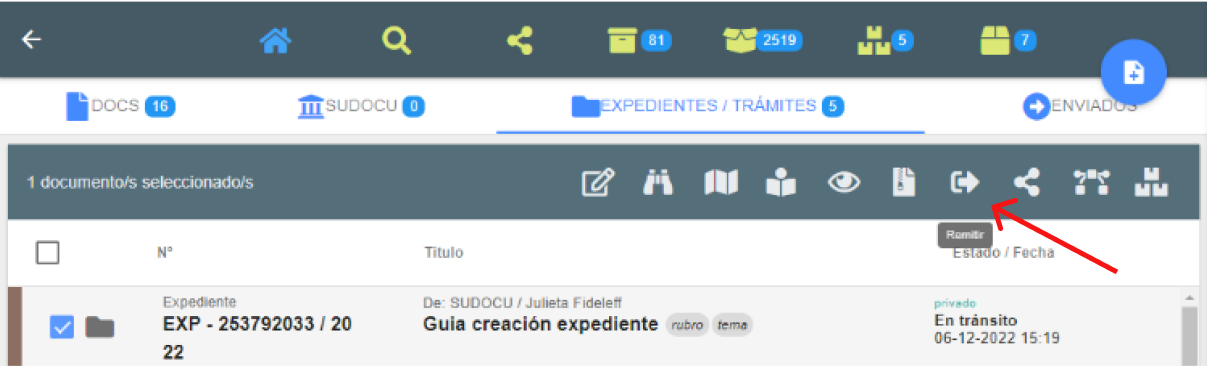 81 2519 5 7
DOCS 16 SUDOCU 0 EXPEDIENTES / TRÁMITES 5 ENVIADOS
1 documento/s seleccionado/s
Remitir
N° Titulo Estado / Fecha
Expediente De: SUDOCU / Julieta Fideleff privado
EXP - 253792033 / 20 Guia creación expediente rubro tema En tránsito
22 06-12-2022 15:19